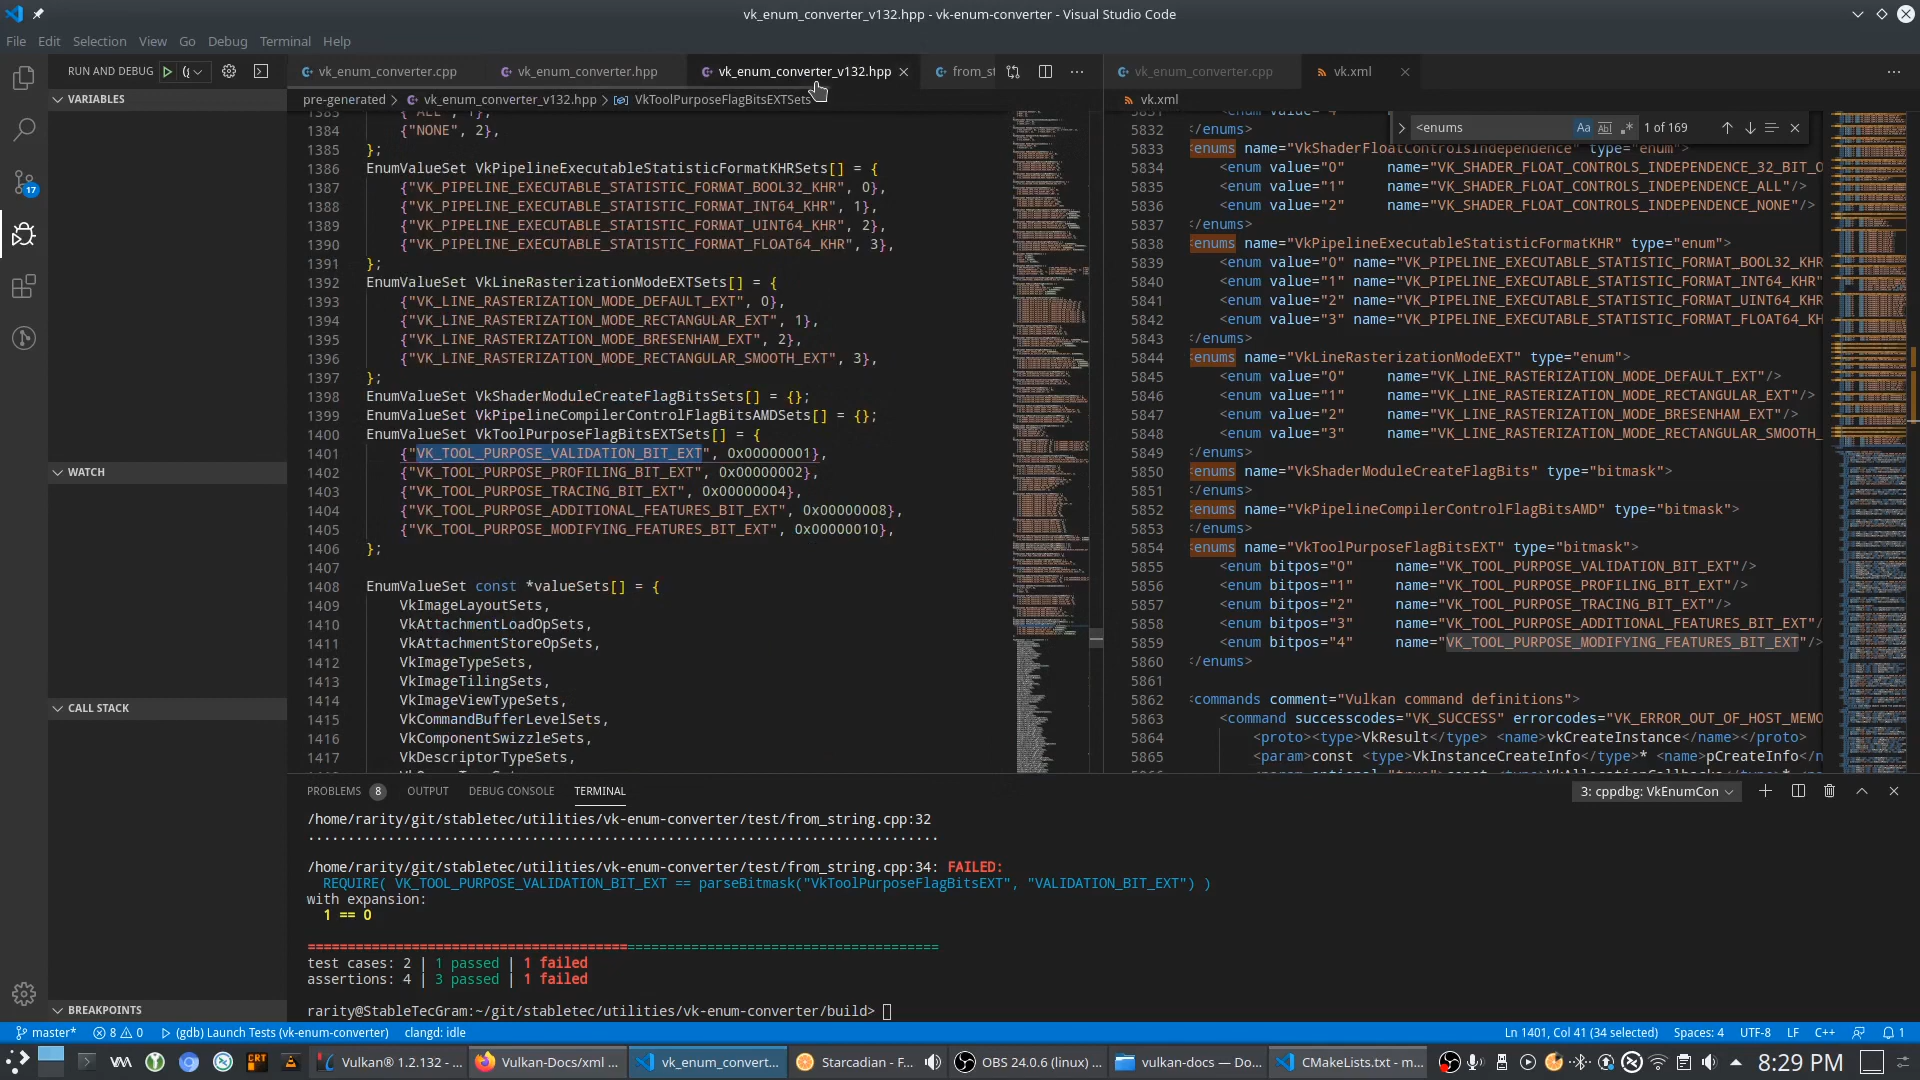 vk_enum_converter_v132.hpp - vk-enum-converter - Visual Studio Code
File Edit Selection View Go Debug Terminal Help
RUN AND DEBUG
vk_enum_converter.cpp
vk_enum_converter.hpp
vk_enum_converter_v132.hpp
from_st
vk_enum_converter.cpp
vk.xml
VARIABLES
pre-generated > vk_enum_converter_v132.hpp > VkToolPurposeFlagBitsEXTSets
vk.xml
<enums
1 of 169
1383 {"ALL", 1},
1384 {"NONE", 2},
1385 };
1386 EnumValueSet VkPipelineExecutableStatisticFormatKHRSets[] = {
1387 {"VK_PIPELINE_EXECUTABLE_STATISTIC_FORMAT_BOOL32_KHR", 0},
1388 {"VK_PIPELINE_EXECUTABLE_STATISTIC_FORMAT_INT64_KHR", 1},
1389 {"VK_PIPELINE_EXECUTABLE_STATISTIC_FORMAT_UINT64_KHR", 2},
1390 {"VK_PIPELINE_EXECUTABLE_STATISTIC_FORMAT_FLOAT64_KHR", 3},
1391 };
1392 EnumValueSet VkLineRasterizationModeEXTSets[] = {
1393 {"VK_LINE_RASTERIZATION_MODE_DEFAULT_EXT", 0},
1394 {"VK_LINE_RASTERIZATION_MODE_RECTANGULAR_EXT", 1},
1395 {"VK_LINE_RASTERIZATION_MODE_BRESENHAM_EXT", 2},
1396 {"VK_LINE_RASTERIZATION_MODE_RECTANGULAR_SMOOTH_EXT", 3},
1397 };
1398 EnumValueSet VkShaderModuleCreateFlagBitsSets[] = {};
1399 EnumValueSet VkPipelineCompilerControlFlagBitsAMDSets[] = {};
1400 EnumValueSet VkToolPurposeFlagBitsEXTSets[] = {
1401 {"VK_TOOL_PURPOSE_VALIDATION_BIT_EXT", 0x00000001},
1402 {"VK_TOOL_PURPOSE_PROFILING_BIT_EXT", 0x00000002},
1403 {"VK_TOOL_PURPOSE_TRACING_BIT_EXT", 0x00000004},
1404 {"VK_TOOL_PURPOSE_ADDITIONAL_FEATURES_BIT_EXT", 0x00000008},
1405 {"VK_TOOL_PURPOSE_MODIFYING_FEATURES_BIT_EXT", 0x00000010},
1406 };
1407
1408 EnumValueSet const *valueSets[] = {
1409 VkImageLayoutSets,
1410 VkAttachmentLoadOpSets,
1411 VkAttachmentStoreOpSets,
1412 VkImageTypeSets,
1413 VkImageTilingSets,
1414 VkImageViewTypeSets,
1415 VkCommandBufferLevelSets,
1416 VkComponentSwizzleSets,
1417 VkDescriptorTypeSets,
5832 </enums>
5833 <enums name="VkShaderFloatControlsIndependence" type="enum">
5834 <enum value="0" name="VK_SHADER_FLOAT_CONTROLS_INDEPENDENCE_32_BIT_O
5835 <enum value="1" name="VK_SHADER_FLOAT_CONTROLS_INDEPENDENCE_ALL"/>
5836 <enum value="2" name="VK_SHADER_FLOAT_CONTROLS_INDEPENDENCE_NONE"/>
5837 </enums>
5838 <enums name="VkPipelineExecutableStatisticFormatKHR" type="enum">
5839 <enum value="0" name="VK_PIPELINE_EXECUTABLE_STATISTIC_FORMAT_BOOL32_KHR
5840 <enum value="1" name="VK_PIPELINE_EXECUTABLE_STATISTIC_FORMAT_INT64_KHR"
5841 <enum value="2" name="VK_PIPELINE_EXECUTABLE_STATISTIC_FORMAT_UINT64_KHR
5842 <enum value="3" name="VK_PIPELINE_EXECUTABLE_STATISTIC_FORMAT_FLOAT64_KH
5843 </enums>
5844 <enums name="VkLineRasterizationModeEXT" type="enum">
5845 <enum value="0" name="VK_LINE_RASTERIZATION_MODE_DEFAULT_EXT"/>
5846 <enum value="1" name="VK_LINE_RASTERIZATION_MODE_RECTANGULAR_EXT"/>
5847 <enum value="2" name="VK_LINE_RASTERIZATION_MODE_BRESENHAM_EXT"/>
5848 <enum value="3" name="VK_LINE_RASTERIZATION_MODE_RECTANGULAR_SMOOTH_
5849 </enums>
5850 <enums name="VkShaderModuleCreateFlagBits" type="bitmask">
5851 </enums>
5852 <enums name="VkPipelineCompilerControlFlagBitsAMD" type="bitmask">
5853 </enums>
5854 <enums name="VkToolPurposeFlagBitsEXT" type="bitmask">
5855 <enum bitpos="0" name="VK_TOOL_PURPOSE_VALIDATION_BIT_EXT"/>
5856 <enum bitpos="1" name="VK_TOOL_PURPOSE_PROFILING_BIT_EXT"/>
5857 <enum bitpos="2" name="VK_TOOL_PURPOSE_TRACING_BIT_EXT"/>
5858 <enum bitpos="3" name="VK_TOOL_PURPOSE_ADDITIONAL_FEATURES_BIT_EXT"/
5859 <enum bitpos="4" name="VK_TOOL_PURPOSE_MODIFYING_FEATURES_BIT_EXT"/>
5860 </enums>
5861
5862 <commands comment="Vulkan command definitions">
5863 <command successcodes="VK_SUCCESS" errorcodes="VK_ERROR_OUT_OF_HOST_MEMO
5864 <proto><type>VkResult</type> <name>vkCreateInstance</name></proto>
5865 <param>const <type>VkInstanceCreateInfo</type>* <name>pCreateInfo</n
17
WATCH
CALL STACK
BREAKPOINTS
PROBLEMS 8 OUTPUT DEBUG CONSOLE TERMINAL
3: cppdbg: VkEnumCon
/home/rarity/git/stabletec/utilities/vk-enum-converter/test/from_string.cpp:32
...............................................................................
/home/rarity/git/stabletec/utilities/vk-enum-converter/test/from_string.cpp:34: FAILED:
REQUIRE( VK_TOOL_PURPOSE_VALIDATION_BIT_EXT == parseBitmask("VkToolPurposeFlagBitsEXT", "VALIDATION_BIT_EXT") )
with expansion:
1 == 0
===============================================================================
test cases: 2 | 1 passed | 1 failed
assertions: 4 | 3 passed | 1 failed
rarity@StableTecGram:~/git/stabletec/utilities/vk-enum-converter/build>
master* 8 0 (gdb) Launch Tests (vk-enum-converter) clangd: idle
Ln 1401, Col 41 (34 selected) Spaces: 4 UTF-8 LF C++ 1
Vulkan® 1.2.132 - ...
Vulkan-Docs/xml ...
vk_enum_convert...
Starcadian - F...
OBS 24.0.6 (linux) ...
vulkan-docs — Do...
CMakeLists.txt - m...
8:29 PM